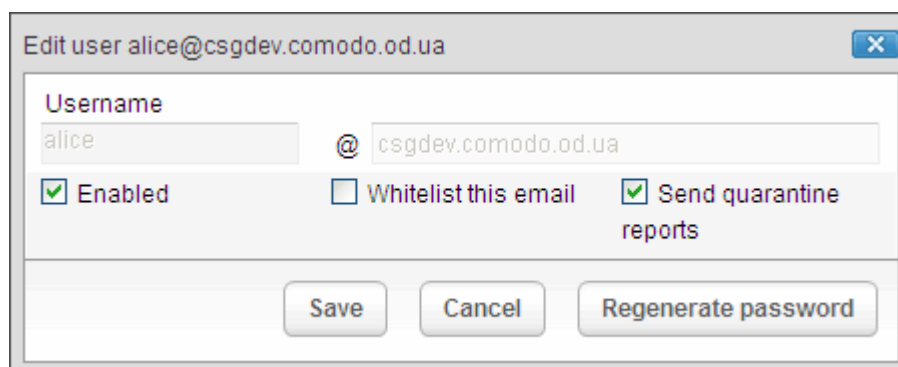 Edit user alice@csgdev.comodo.od.ua
Username
alice @ csgdev.comodo.od.ua
Enabled Whitelist this email Send quarantine
reports
Save Cancel Regenerate password